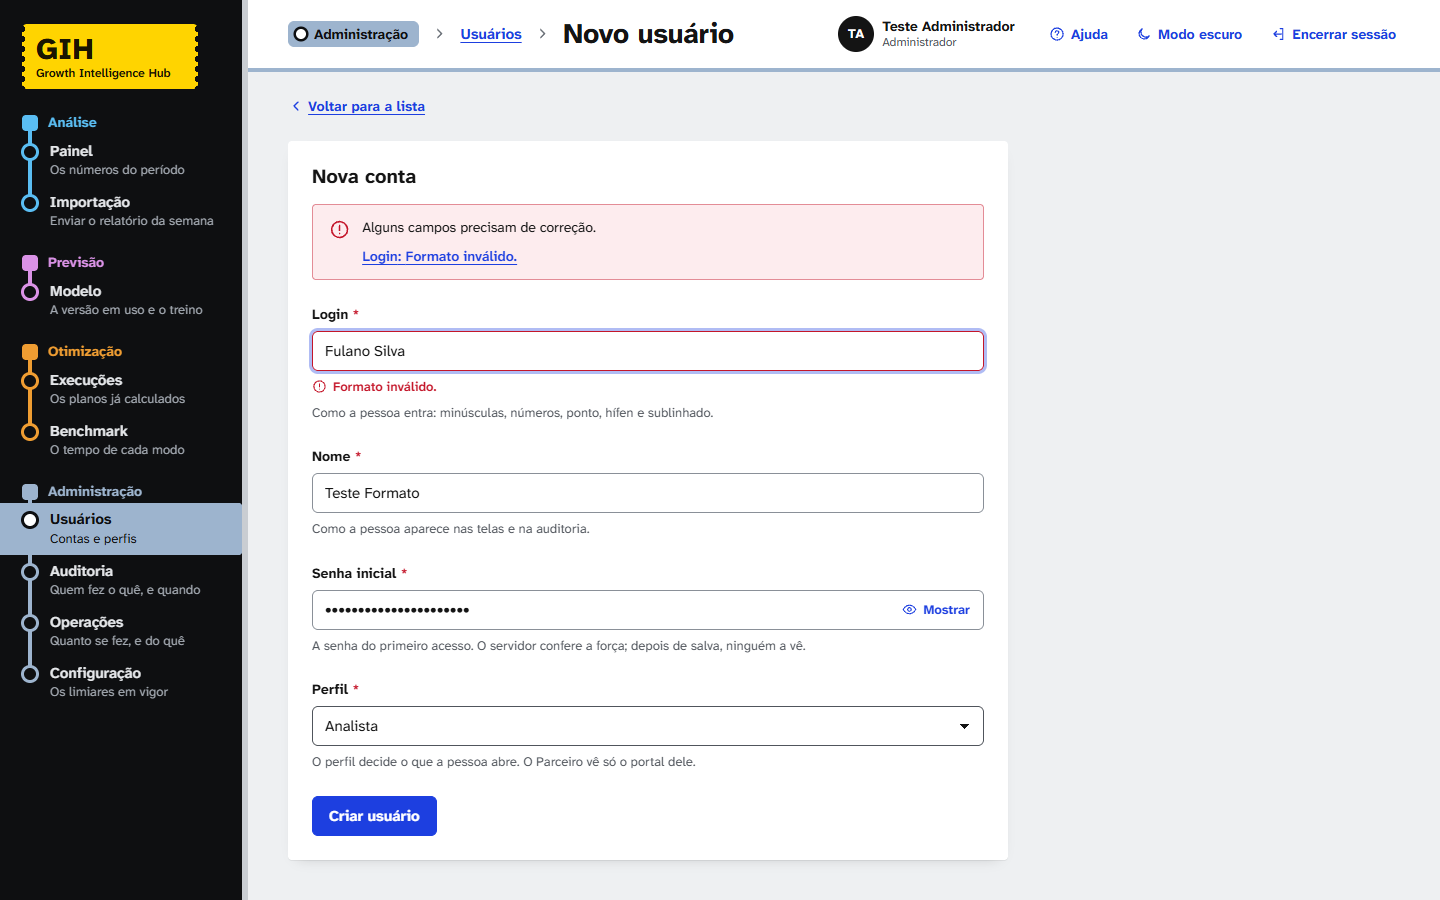 GIH
Growth Intelligence Hub
Análise
Painel
Os números do período
Importação
Enviar o relatório da semana
Previsão
Modelo
A versão em uso e o treino
Otimização
Execuções
Os planos já calculados
Benchmark
O tempo de cada modo
Administração
Usuários
Contas e perfis
Auditoria
Quem fez o quê, e quando
Operações
Quanto se fez, e do quê
Configuração
Os limiares em vigor
Administração
Usuários
Novo usuário
TA
Teste Administrador
Administrador
Ajuda
Modo escuro
Encerrar sessão
Voltar para a lista
Nova conta
Alguns campos precisam de correção.
Login: Formato inválido.
Login *
Fulano Silva
Formato inválido.
Como a pessoa entra: minúsculas, números, ponto, hífen e sublinhado.
Nome *
Teste Formato
Como a pessoa aparece nas telas e na auditoria.
Senha inicial *
••••••••••••••••••••••
Mostrar
A senha do primeiro acesso. O servidor confere a força; depois de salva, ninguém a vê.
Perfil *
Analista
O perfil decide o que a pessoa abre. O Parceiro vê só o portal dele.
Criar usuário